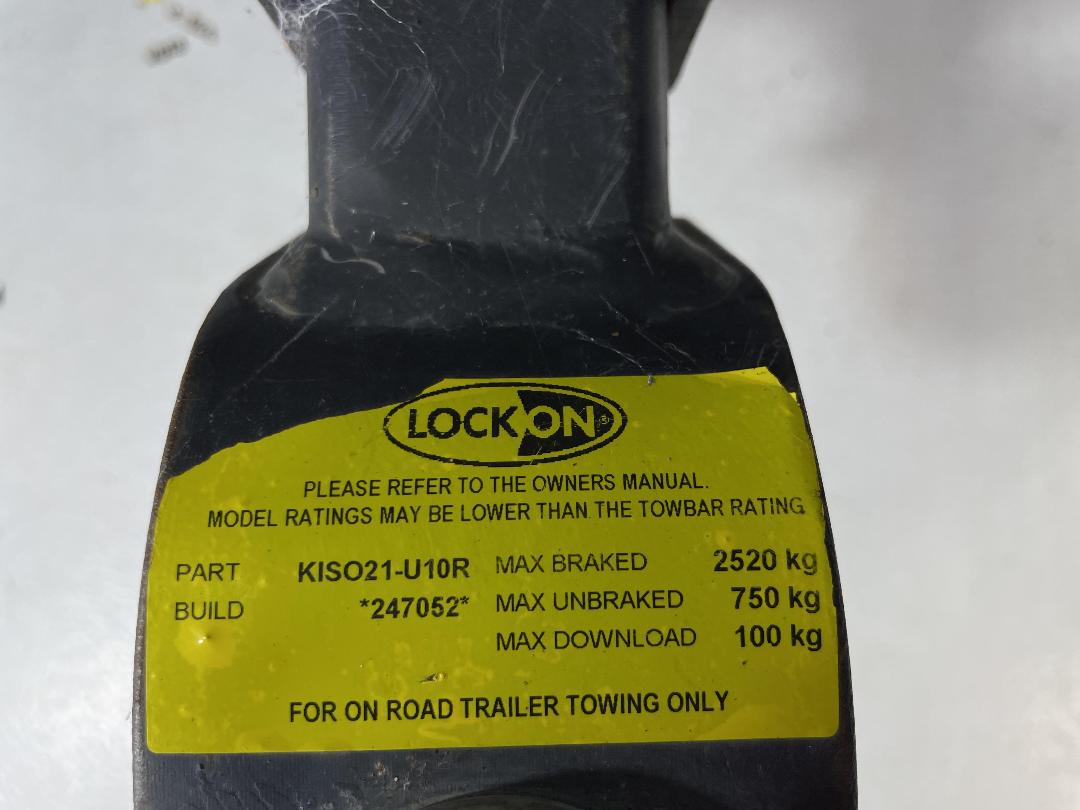 LOCKON®
PLEASE REFER TO THE OWNERS MANUAL.
MODEL RATINGS MAY BE LOWER THAN THE TOWBAR RATING
PART KISO21-U10R MAX BRAKED 2520 kg
BUILD *247052* MAX UNBRAKED 750 kg
MAX DOWNLOAD 100 kg
FOR ON ROAD TRAILER TOWING ONLY